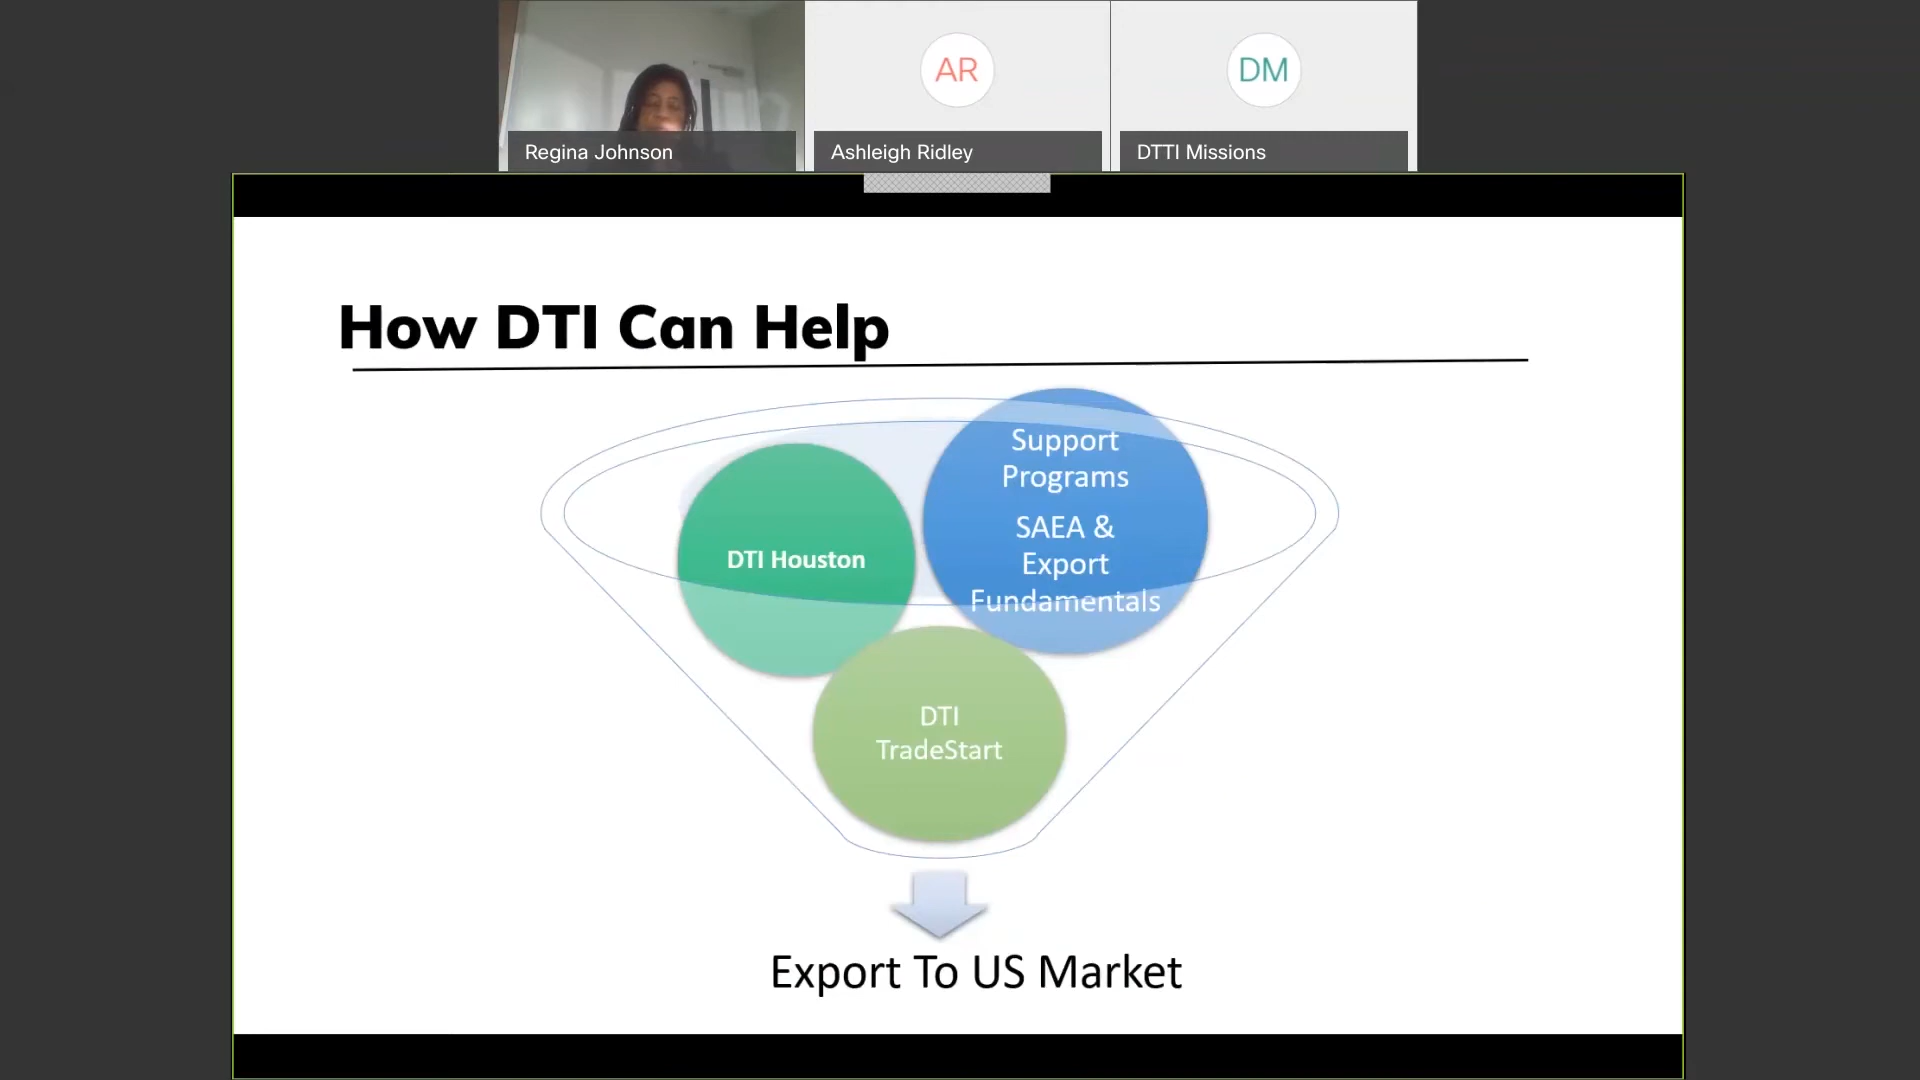 AR
DM
Regina Johnson
Ashleigh Ridley
DTTI Missions
How DTI Can Help
Support
Programs
SAEA &
Export
Fundamentals
DTI Houston
DTI
TradeStart
Export To US Market